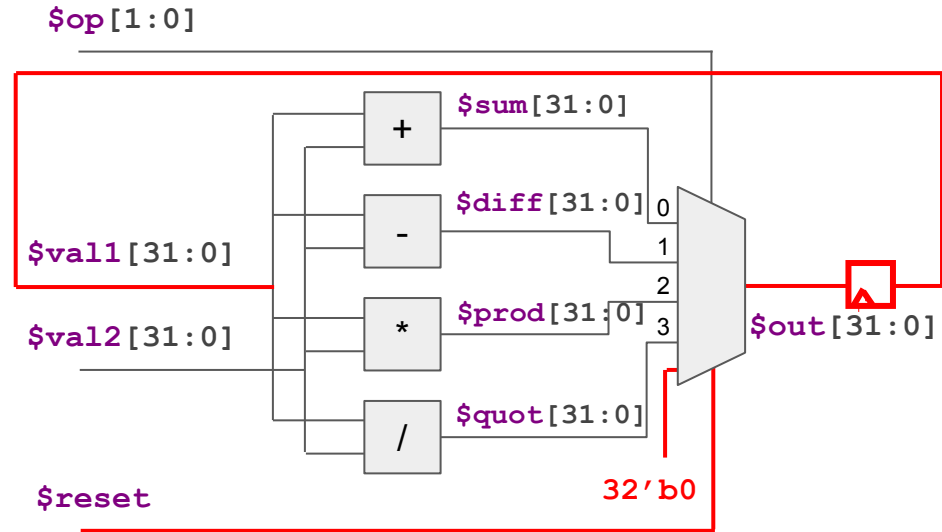 $op[1:0]
+
$sum[31:0]
-
$diff[31:0]
0
1
$val1[31:0]
2
*
$prod[31:0]
3
$val2[31:0]
$out[31:0]
/
$quot[31:0]
32’b0
$reset